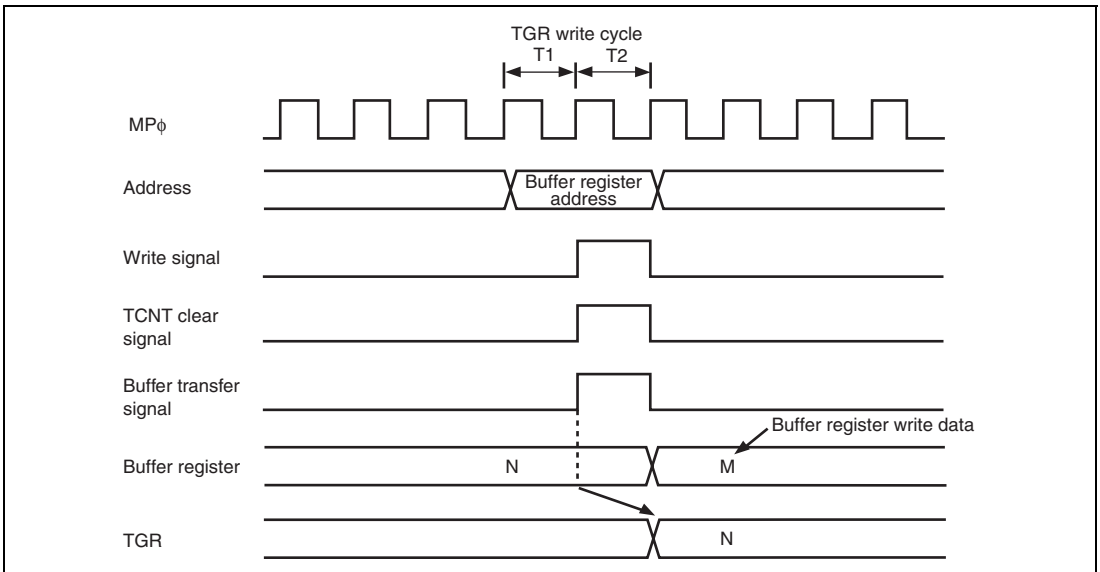 TGR write cycle
T1 T2
MPϕ
Address
Buffer register
address
Write signal
TCNT clear
signal
Buffer transfer
signal
Buffer register write data
Buffer register
N M
TGR
N